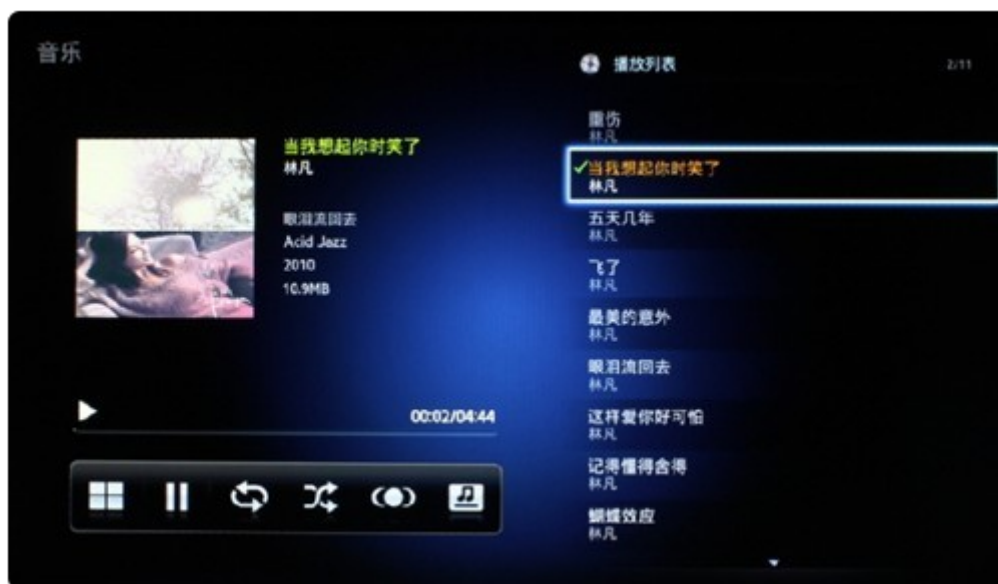 音乐
当我想起你时笑了
林凡
眼泪流回去
Acid Jazz
2010
10.9MB
00:02/04:44
播放列表
2/11
重伤
林凡
当我想起你时笑了
林凡
五天几年
林凡
飞了
林凡
最美的意外
林凡
眼泪流回去
林凡
这样爱你好可怕
林凡
记得懂得舍得
林凡
蝴蝶效应
林凡